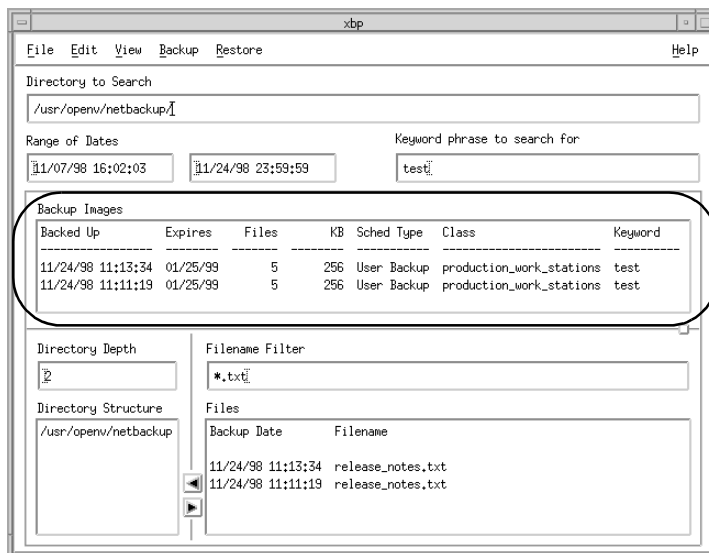 xbp
File Edit View Backup Restore Help
Directory to Search
/usr/openv/netbackup/
Range of Dates Keyword phrase to search for
11/07/98 16:02:03 11/24/98 23:59:59 test
Backup Images
Backed Up Expires Files KB Sched Type Class Keyword
----------------- -------- ------- -------- ----------- ------------------------ ----------
11/24/98 11:13:34 01/25/99 5 256 User Backup production_work_stations test
11/24/98 11:11:19 01/25/99 5 256 User Backup production_work_stations test
Directory Depth Filename Filter
2 *.txt
Directory Structure Files
/usr/openv/netbackup Backup Date Filename
11/24/98 11:13:34 release_notes.txt
11/24/98 11:11:19 release_notes.txt